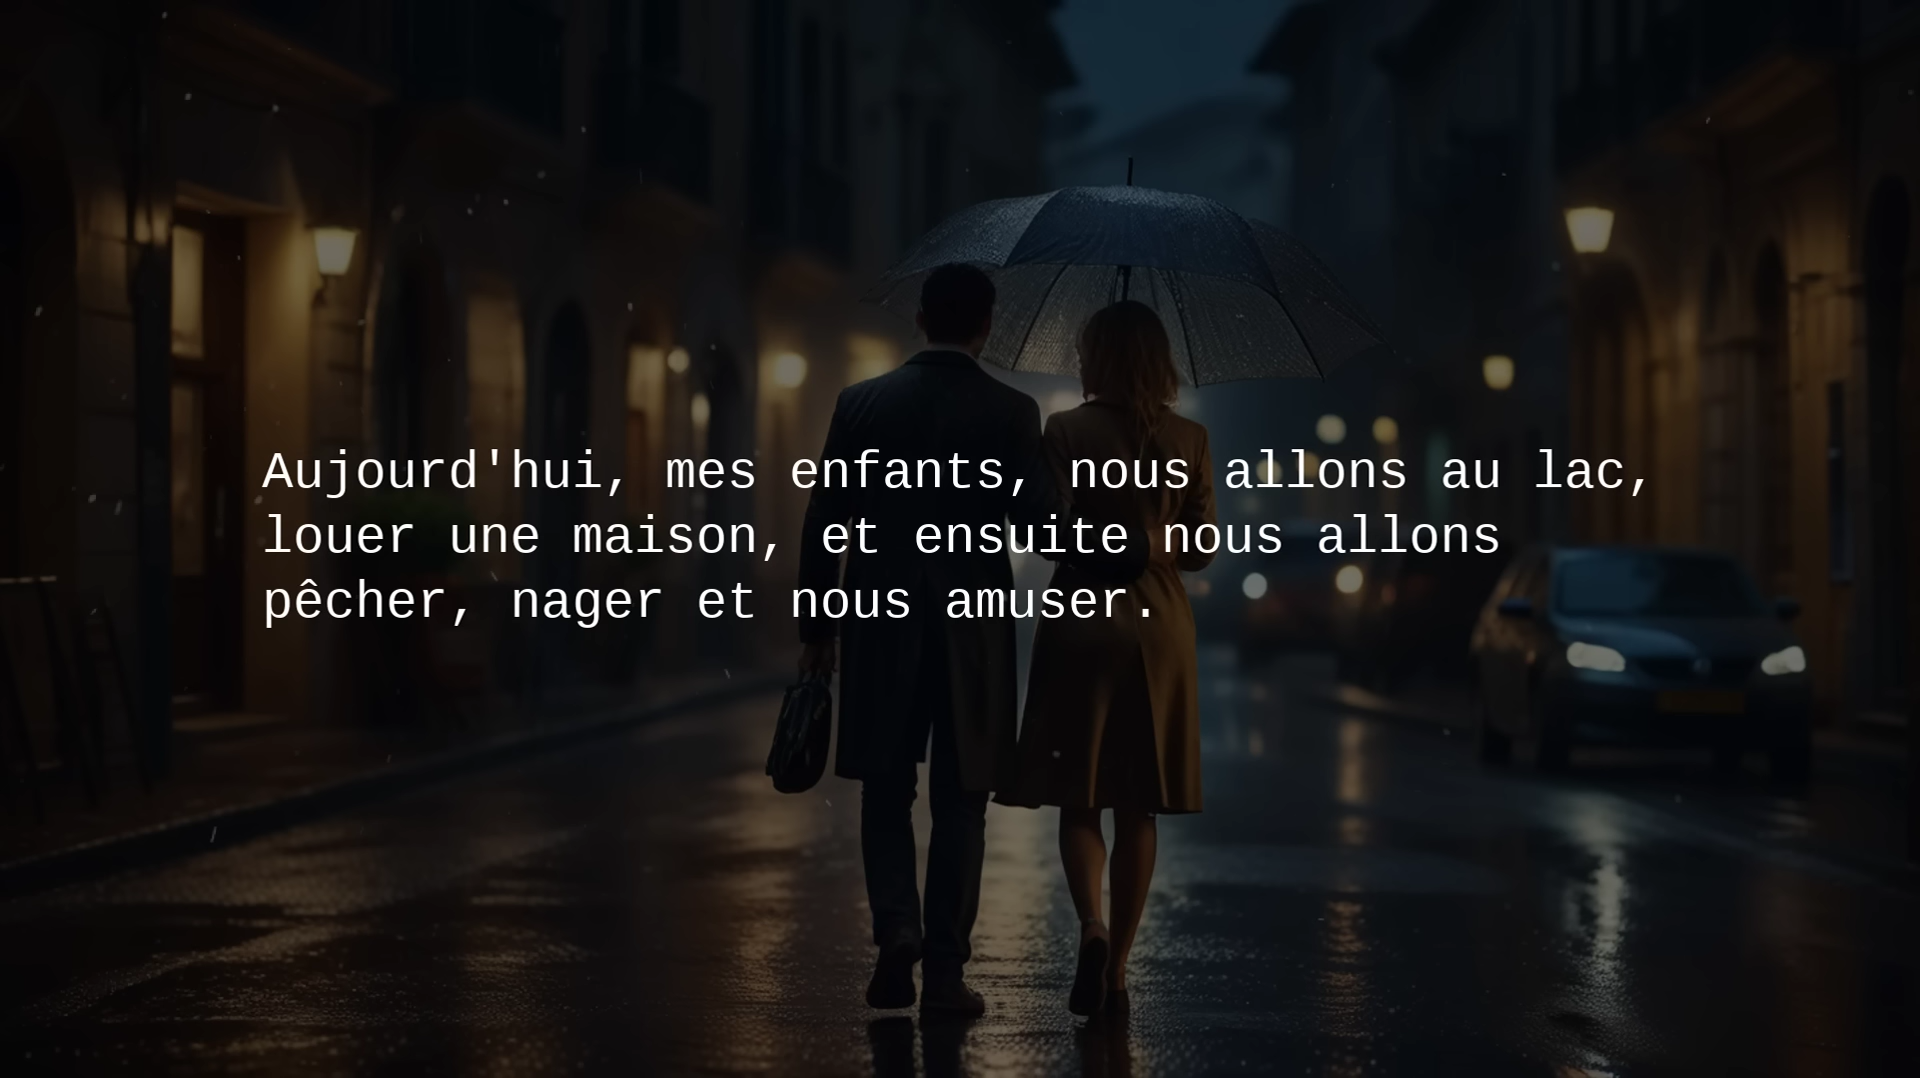 Aujourd'hui, mes enfants, nous allons au lac,
louer une maison, et ensuite nous allons
pêcher, nager et nous amuser.